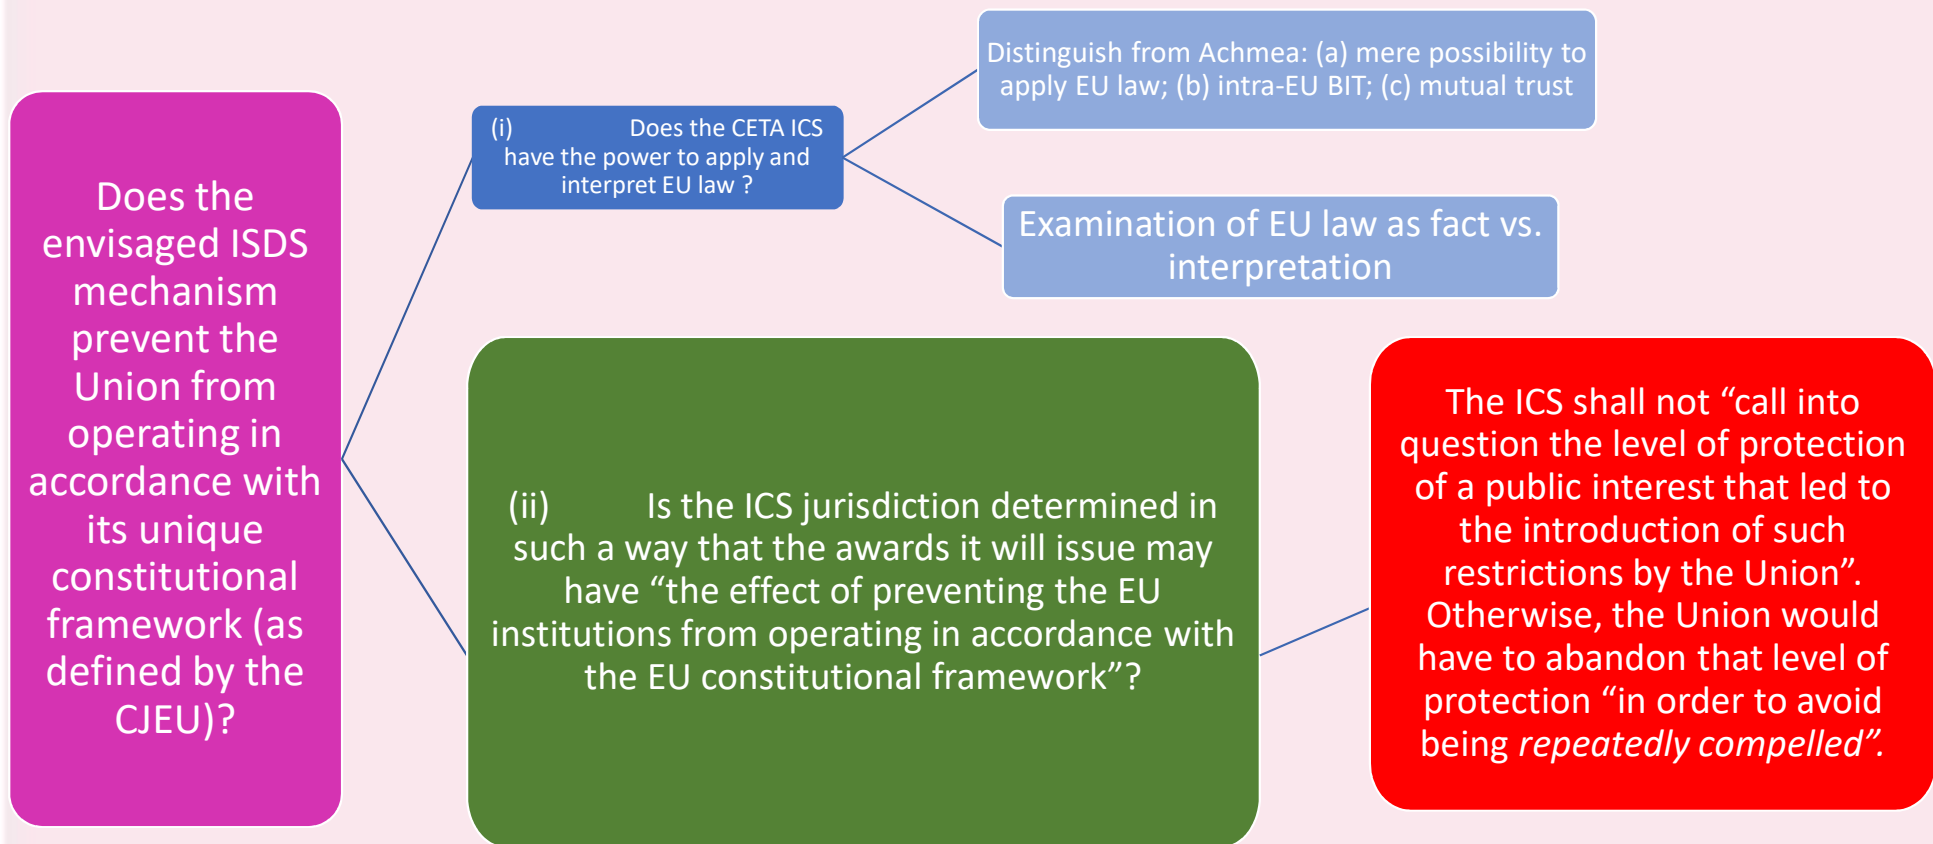 Does the
envisaged ISDS
mechanism
prevent the
Union from
operating in
accordance with
its unique
constitutional
framework (as
defined by the
CJEU)?
(i) Does the CETA ICS
have the power to apply and
interpret EU law ?
Distinguish from Achmea: (a) mere possibility to
apply EU law; (b) intra-EU BIT; (c) mutual trust
Examination of EU law as fact vs.
interpretation
(ii) Is the ICS jurisdiction determined in
such a way that the awards it will issue may
have “the effect of preventing the EU
institutions from operating in accordance with
the EU constitutional framework”?
The ICS shall not “call into
question the level of protection
of a public interest that led to
the introduction of such
restrictions by the Union”.
Otherwise, the Union would
have to abandon that level of
protection “in order to avoid
being repeatedly compelled”.